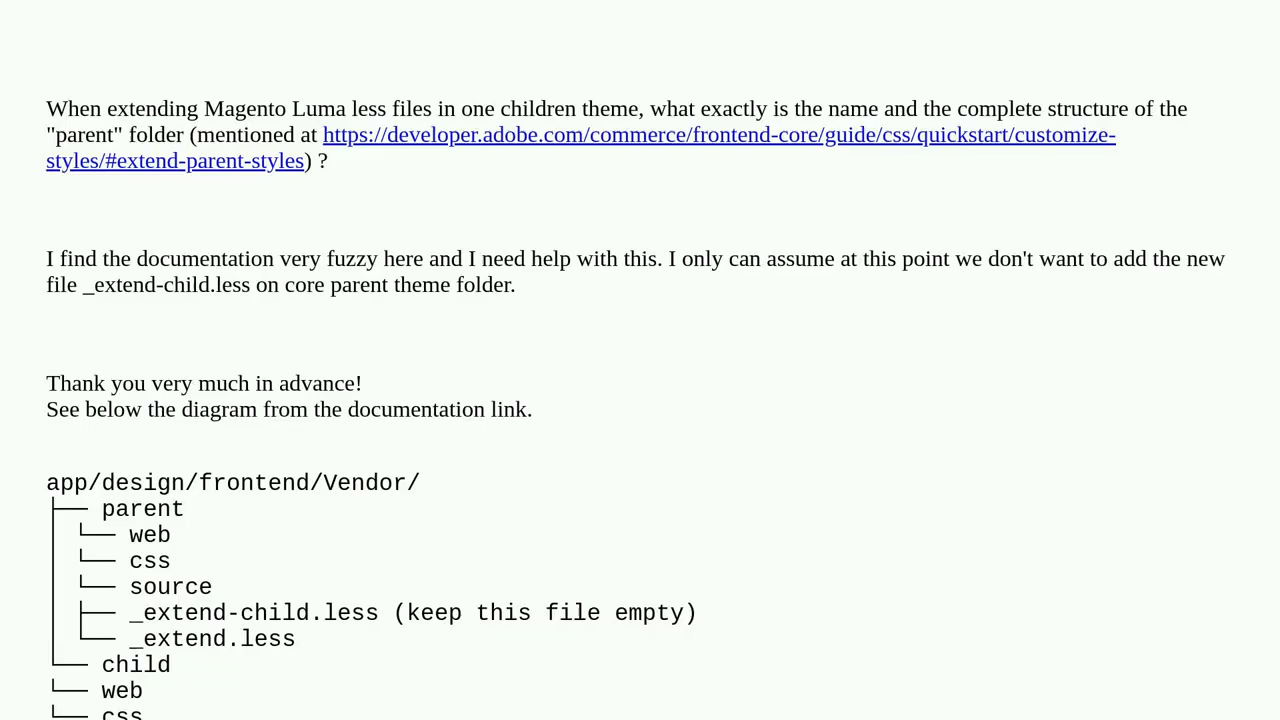 When extending Magento Luma less files in one children theme, what exactly is the name and the complete structure of the
"parent" folder (mentioned at https://developer.adobe.com/commerce/frontend-core/guide/css/quickstart/customize-
styles/#extend-parent-styles) ?
I find the documentation very fuzzy here and I need help with this. I only can assume at this point we don't want to add the new
file _extend-child.less on core parent theme folder.
Thank you very much in advance!
See below the diagram from the documentation link.
app/design/frontend/Vendor/
├── parent
│ └── web
│ └── css
│ └── source
│ ├── _extend-child.less (keep this file empty)
│ └── _extend.less
└── child
└── web
└── css